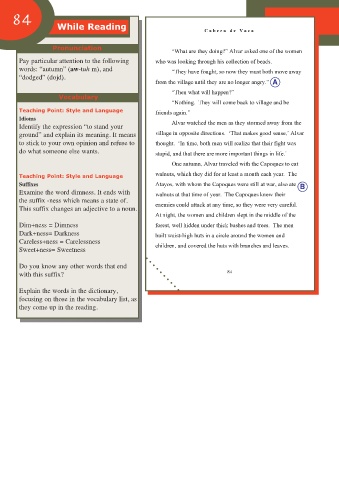 84
While Reading
Cabeza de Vaca
Pronunciation
Pay particular attention to the following
words: "autumn" (aw-tuh m), and
"dodged" (dojd).
Vocabulary
Teaching Point: Style and Language
Idioms
Identify the expression "to stand your
ground" and explain its meaning. It means
to stick to your own opinion and refuse to
do what someone else wants.
Teaching Point: Style and Language
Suffixes
Examine the word dimness. It ends with
the suffix -ness which means a state of.
This suffix changes an adjective to a noun.
Dim+ness = Dimness
Dark+ness= Darkness
Careless+ness = Carelessness
Sweet+ness= Sweetness
Do you know any other words that end
with this suffix?
Explain the words in the dictionary,
focusing on those in the vocabulary list, as
they come up in the reading.
"What are they doing?" Alvar asked one of the women
who was looking through his collection of beads.
"They have fought, so now they must both move away
from the village until they are no longer angry." A
"Then what will happen?"
"Nothing. They will come back to village and be
friends again."
Alvar watched the men as they stormed away from the
village in opposite directions. 'That makes good sense,' Alvar
thought. 'In time, both men will realize that their fight was
stupid, and that there are more important things in life.'
One autumn, Alvar traveled with the Capoques to eat
walnuts, which they did for at least a month each year. The
Atayos, with whom the Capoques were still at war, also ate B
walnuts at that time of year. The Capoques knew their
enemies could attack at any time, so they were very careful.
At night, the women and children slept in the middle of the
forest, well hidden under thick bushes and trees. The men
built waist-high huts in a circle around the women and
children, and covered the huts with branches and leaves.
84